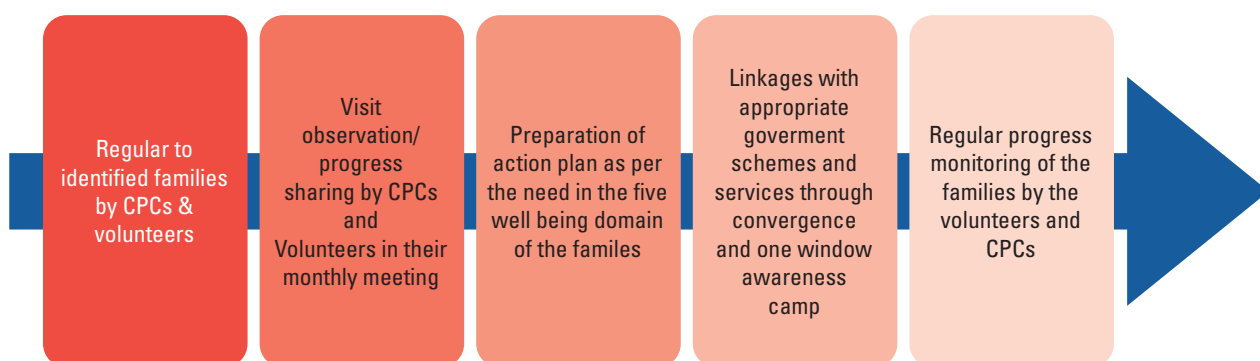 Regular to
identified families
by CPCs &
volunteers
Visit
observation/
progress
sharing by CPCs
and
Volunteers in their
monthly meeting
Preparation of
action plan as per
the need in the five
well being domain
of the familes
Linkages with
appropriate
goverment
schemes and
services through
convergence
and one window
awareness
camp
Regular progress
monitoring of the
families by the
volunteers and
CPCs